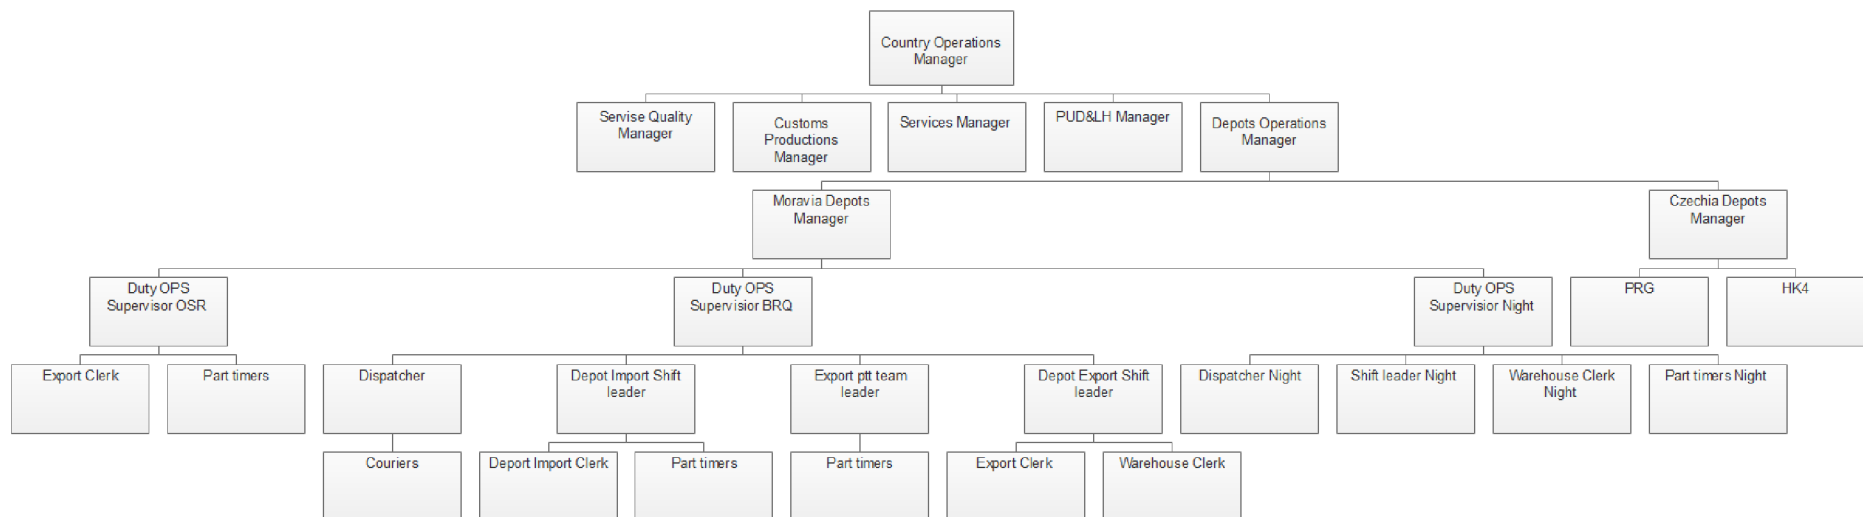 Country Operations
Manager
Servise Quality
Manager
Customs
Productions
Manager
Services Manager
PUD&LH Manager
Depots Operations
Manager
Moravia Depots
Manager
Czechia Depots
Manager
Duty OPS
Supervisor OSR
Duty OPS
Supervisior BRQ
Duty OPS
Supervisior Night
PRG
HK4
Export Clerk
Part timers
Dispatcher
Depot Import Shift
leader
Export ptt team
leader
Depot Export Shift
leader
Dispatcher Night
Shift leader Night
Warehouse Clerk
Night
Part timers Night
Couriers
Deport Import Clerk
Part timers
Part timers
Export Clerk
Warehouse Clerk